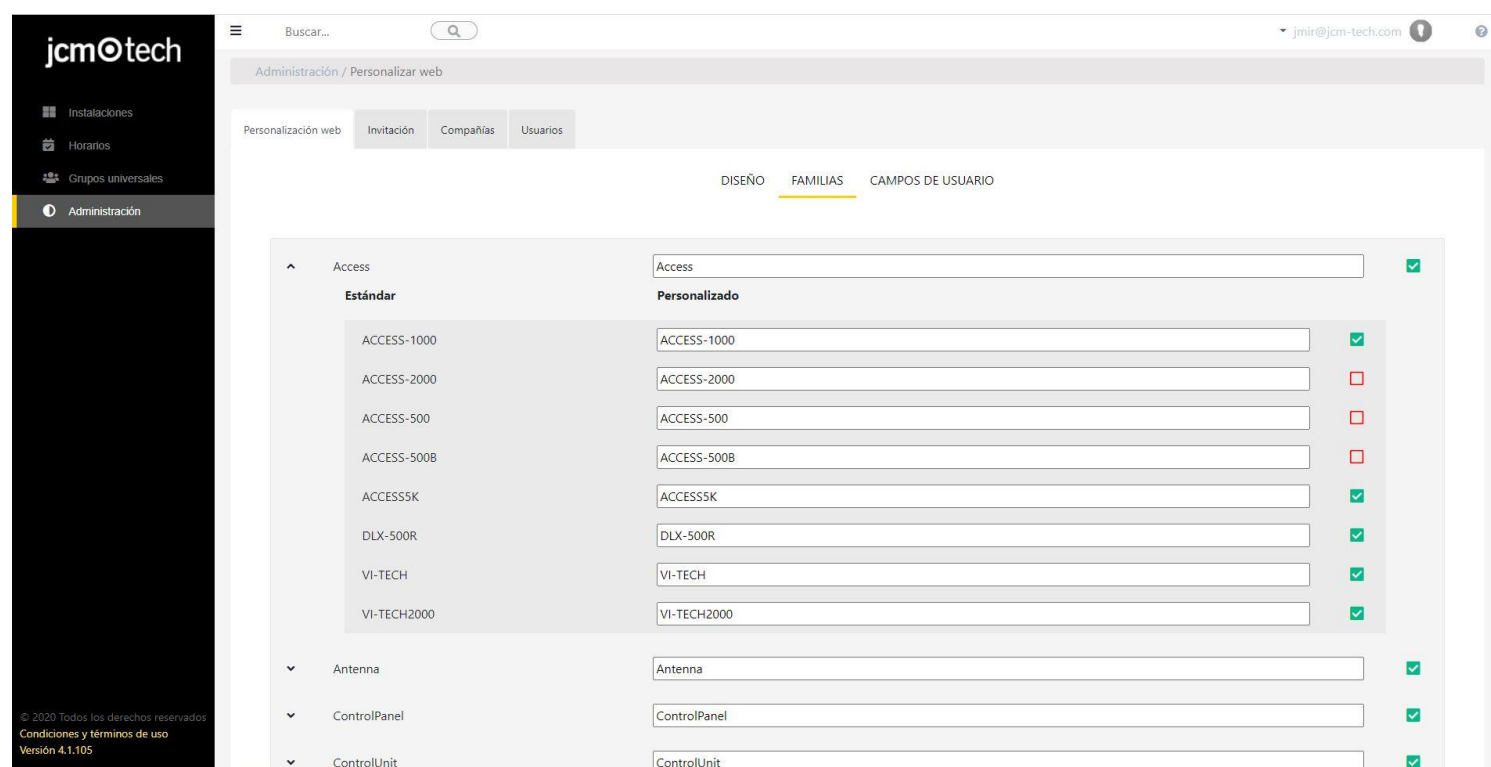 jcm tech
Buscar...
jmir@jcm-tech.com
Administración / Personalizar web
Instalaciones
Horarios
Grupos universales
Administración
Personalización web Invitación Compañías Usuarios
DISEÑO FAMILIAS CAMPOS DE USUARIO
Access Access
Estándar Personalizado
ACCESS-1000 ACCESS-1000
ACCESS-2000 ACCESS-2000
ACCESS-500 ACCESS-500
ACCESS-500B ACCESS-500B
ACCESS5K ACCESS5K
DLX-500R DLX-500R
VI-TECH VI-TECH
VI-TECH2000 VI-TECH2000
Antenna Antenna
ControlPanel ControlPanel
ControlUnit ControlUnit
© 2020 Todos los derechos reservados
Condiciones y términos de uso
Versión 4.1.105